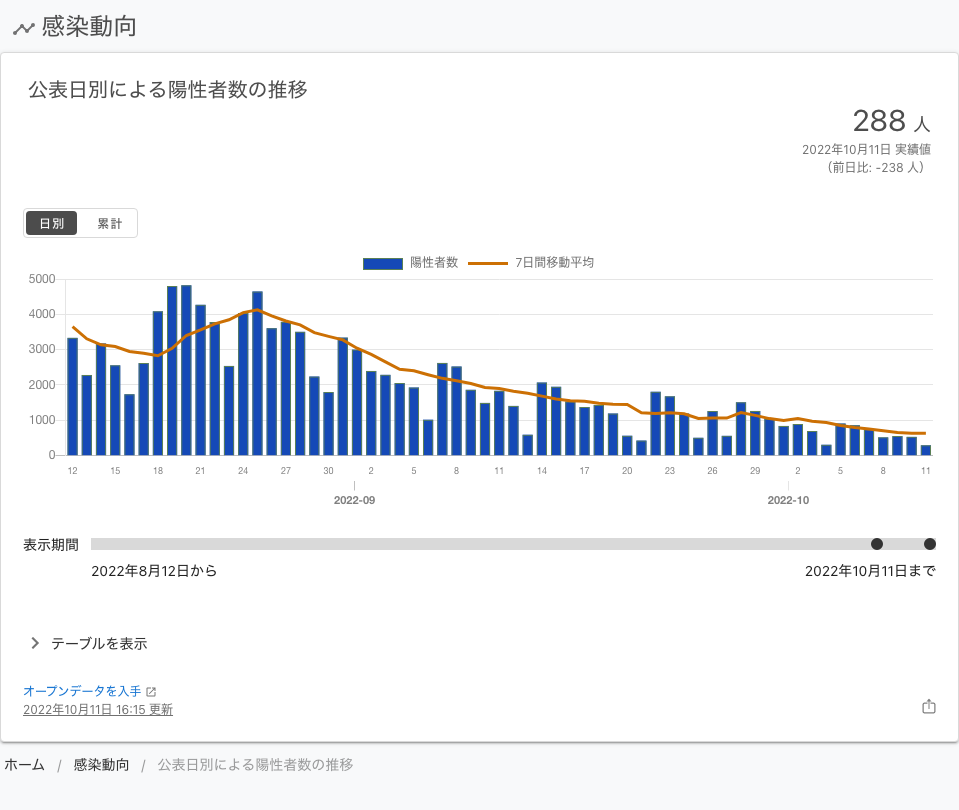 感染動向
公表日別による陽性者数の推移
288 人
2022年10月11日 実績値
（前日比: -238 人）
日別 累計
陽性者数 7日間移動平均
5000
4000
3000
2000
1000
0
12 15 18 21 24 27 30 2 5 8 11 14 17 20 23 26 29 2 5 8 11
2022-09 2022-10
表示期間
2022年8月12日から 2022年10月11日まで
テーブルを表示
オープンデータを入手
2022年10月11日 16:15 更新
ホーム / 感染動向 / 公表日別による陽性者数の推移